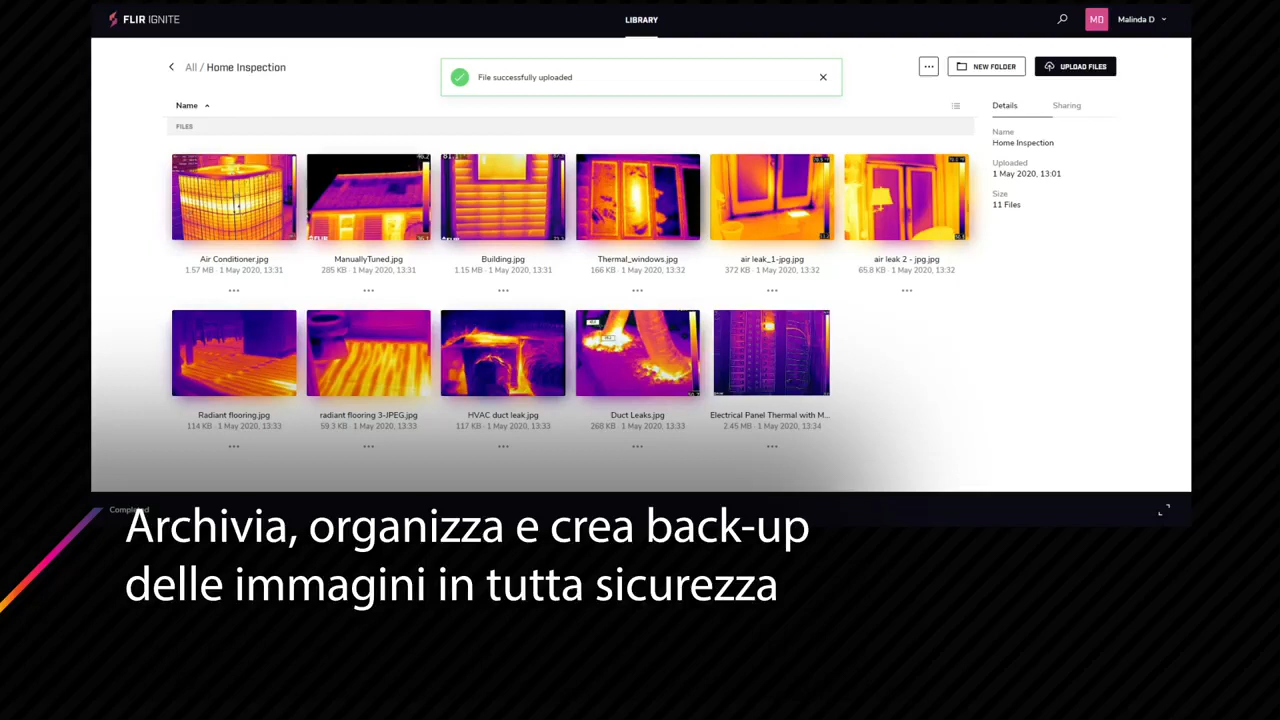 FLIR IGNITE
LIBRARY
MD
Malinda D
All / Home Inspection
File successfully uploaded
NEW FOLDER
UPLOAD FILES
Name
Details
Sharing
FILES
Name
Home Inspection
Uploaded
1 May 2020, 13:01
Size
11 Files
Air Conditioner.jpg
1.57 MB · 1 May 2020, 13:31
ManuallyTuned.jpg
285 KB · 1 May 2020, 13:31
Building.jpg
1.15 MB · 1 May 2020, 13:31
Thermal_windows.jpg
166 KB · 1 May 2020, 13:32
air leak_1-jpg.jpg
372 KB · 1 May 2020, 13:32
air leak 2 - jpg.jpg
65.8 KB · 1 May 2020, 13:32
Radiant flooring.jpg
114 KB · 1 May 2020, 13:33
radiant flooring 3-JPEG.jpg
59.3 KB · 1 May 2020, 13:33
HVAC duct leak.jpg
117 KB · 1 May 2020, 13:33
Duct Leaks.jpg
268 KB · 1 May 2020, 13:33
Electrical Panel Thermal with M...
2.45 MB · 1 May 2020, 13:34
Completed
Archivia, organizza e crea back-up
delle immagini in tutta sicurezza